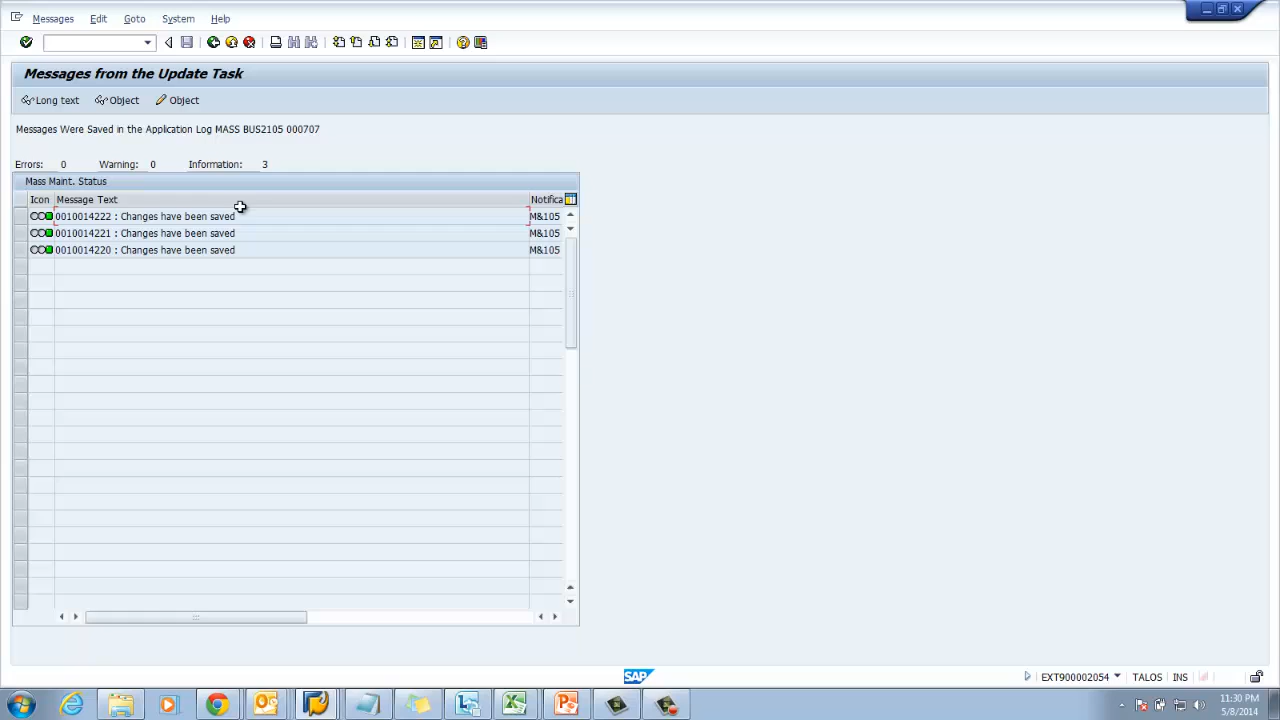 Messages Edit Goto System Help
Messages from the Update Task
Long text Object Object
Messages Were Saved in the Application Log MASS BUS2105 000707
Errors: 0 Warning: 0 Information: 3
Mass Maint. Status
Icon Message Text Notifica
0010014222 : Changes have been saved M&105
0010014221 : Changes have been saved M&105
0010014220 : Changes have been saved M&105
SAP EXT900002054 TALOS INS
11:30 PM
5/8/2014